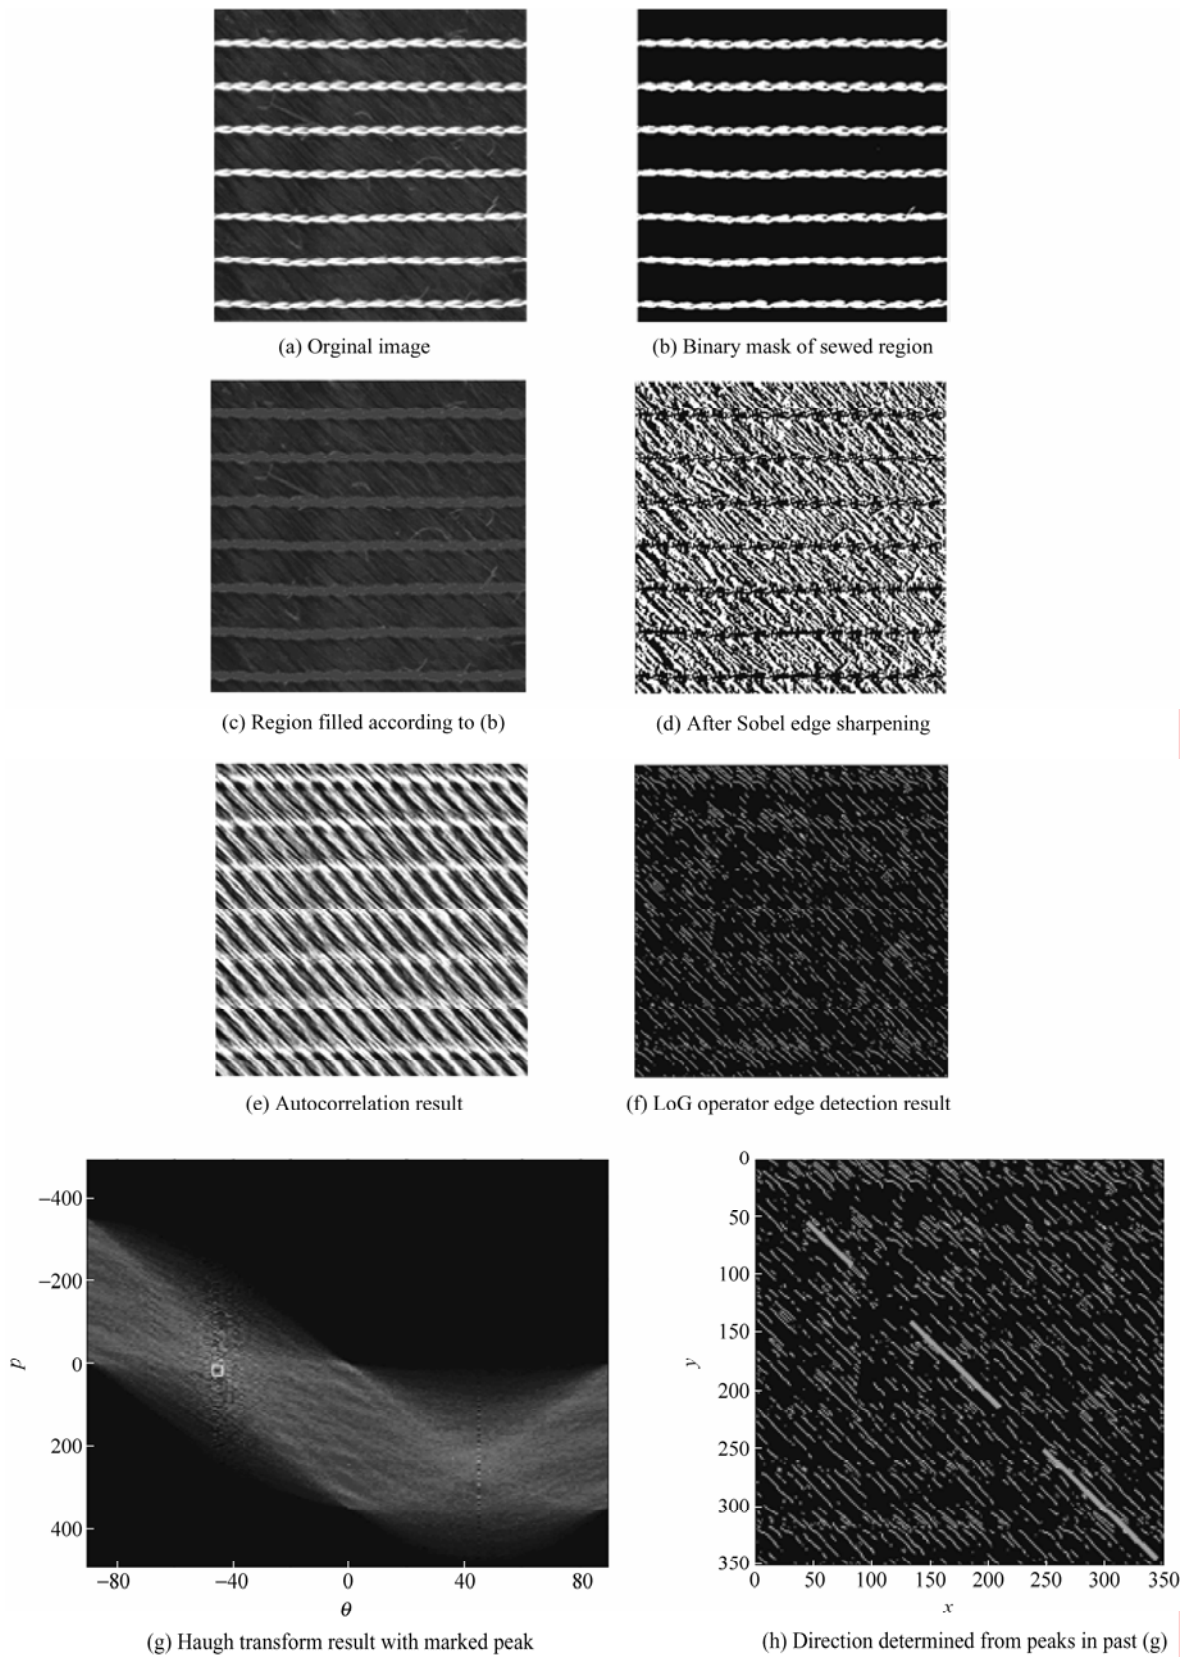 (a) Orginal image
(b) Binary mask of sewed region
(c) Region filled according to (b)
(d) After Sobel edge sharpening
(e) Autocorrelation result
(f) LoG operator edge detection result
−400
−200
0
200
400
p
−80
−40
0
40
80
θ
(g) Haugh transform result with marked peak
0
50
100
150
200
250
300
350
y
0
50
100
150
200
250
300
350
x
(h) Direction determined from peaks in past (g)